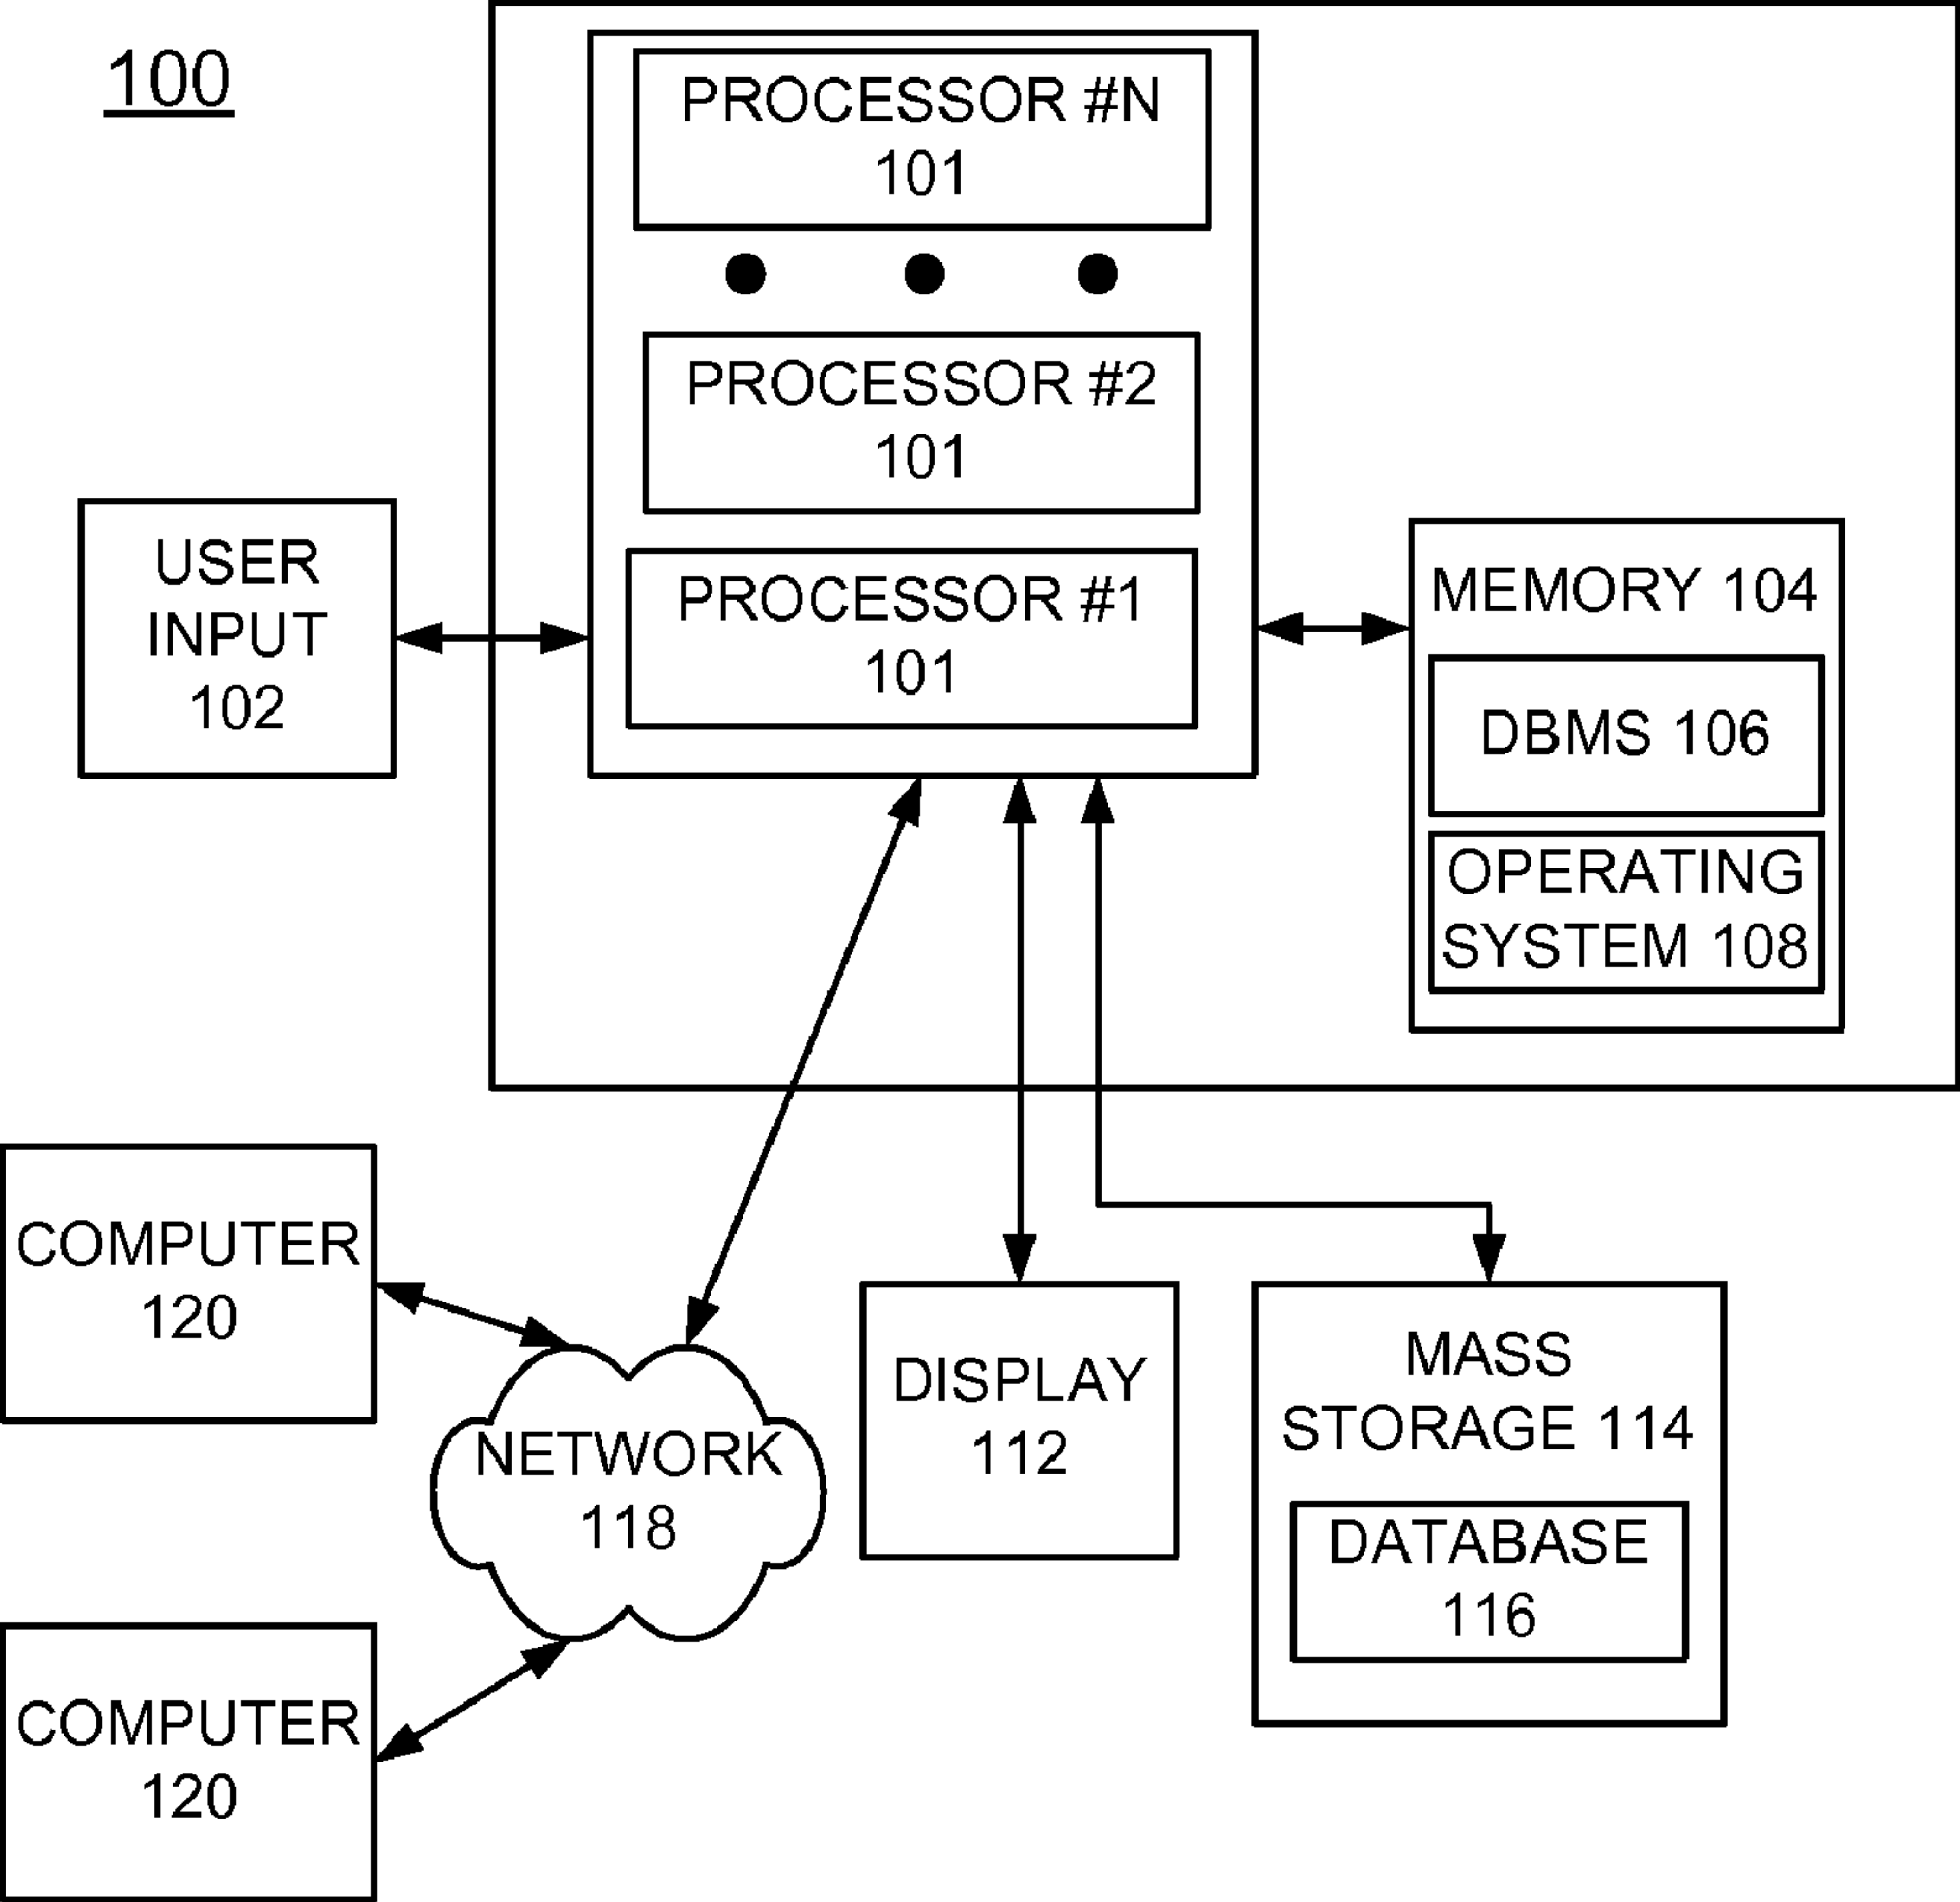 100
PROCESSOR #N
101
PROCESSOR #2
101
PROCESSOR #1
101
USER
INPUT
102
MEMORY 104
DBMS 106
OPERATING
SYSTEM 108
COMPUTER
120
NETWORK
118
DISPLAY
112
MASS
STORAGE 114
DATABASE
116
COMPUTER
120